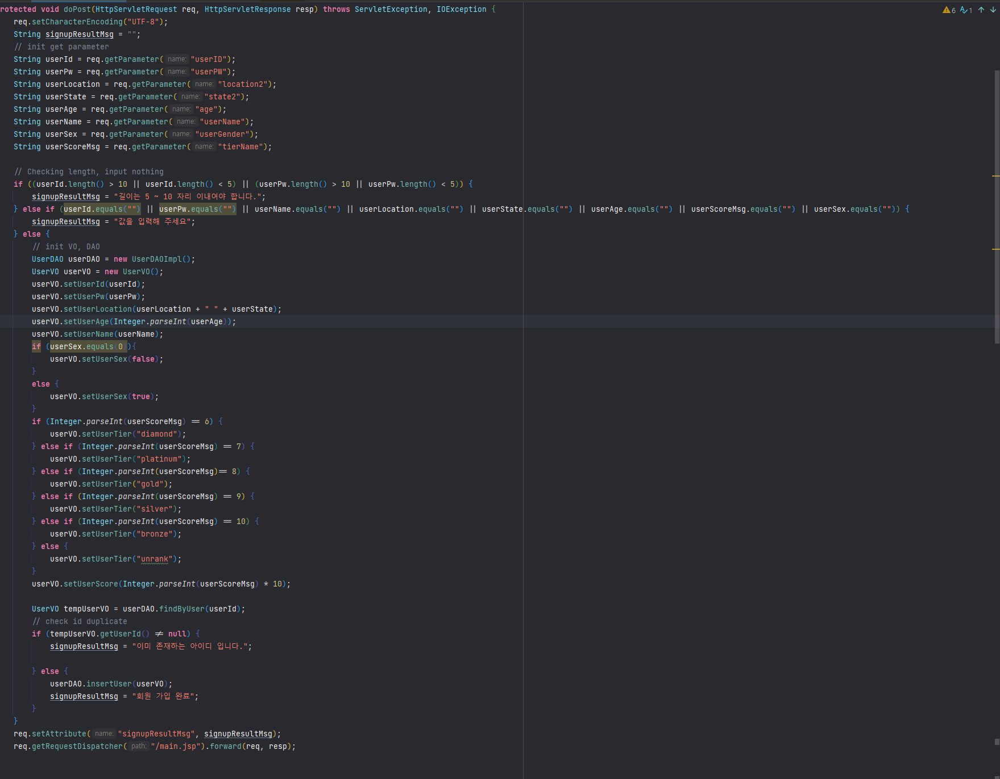 rotected void doPost(HttpServletRequest req, HttpServletResponse resp) throws ServletException, IOException {
6 1
req.setCharacterEncoding("UTF-8");
String signupResultMsg = "";
// init get parameter
String userId = req.getParameter( name: "userID");
String userPw = req.getParameter( name: "userPW");
String userLocation = req.getParameter( name: "location2");
String userState = req.getParameter( name: "state2");
String userAge = req.getParameter( name: "age");
String userName = req.getParameter( name: "userName");
String userSex = req.getParameter( name: "userGender");
String userScoreMsg = req.getParameter( name: "tierName");
// Checking length, input nothing
if ((userId.length() > 10 || userId.length() < 5) || (userPw.length() > 10 || userPw.length() < 5)) {
signupResultMsg = "길이는 5 ~ 10 자리 이내여야 합니다.";
} else if (userId.equals("") || userPw.equals("") || userName.equals("") || userLocation.equals("") || userState.equals("") || userAge.equals("") || userScoreMsg.equals("") || userSex.equals("")) {
signupResultMsg = "값을 입력해 주세요";
} else {
// init VO, DAO
UserDAO userDAO = new UserDAOImpl();
UserVO userVO = new UserVO();
userVO.setUserId(userId);
userVO.setUserPw(userPw);
userVO.setUserLocation(userLocation + " " + userState);
userVO.setUserAge(Integer.parseInt(userAge));
userVO.setUserName(userName);
if (userSex.equals(0)){
userVO.setUserSex(false);
}
else {
userVO.setUserSex(true);
}
if (Integer.parseInt(userScoreMsg) == 6) {
userVO.setUserTier("diamond");
} else if (Integer.parseInt(userScoreMsg) == 7) {
userVO.setUserTier("platinum");
} else if (Integer.parseInt(userScoreMsg)== 8) {
userVO.setUserTier("gold");
} else if (Integer.parseInt(userScoreMsg) == 9) {
userVO.setUserTier("silver");
} else if (Integer.parseInt(userScoreMsg) == 10) {
userVO.setUserTier("bronze");
} else {
userVO.setUserTier("unrank");
}
userVO.setUserScore(Integer.parseInt(userScoreMsg) * 10);
UserVO tempUserVO = userDAO.findByUser(userId);
// check id duplicate
if (tempUserVO.getUserId() != null) {
signupResultMsg = "이미 존재하는 아이디 입니다.";
} else {
userDAO.insertUser(userVO);
signupResultMsg = "회원 가입 완료";
}
}
req.setAttribute( name: "signupResultMsg", signupResultMsg);
req.getRequestDispatcher( path: "/main.jsp").forward(req, resp);